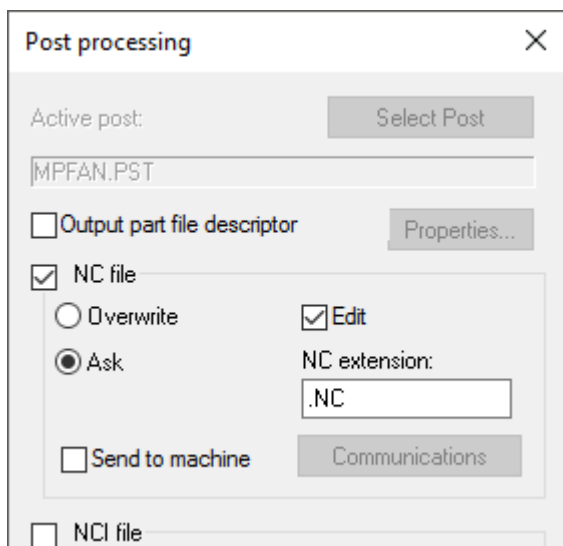 Post processing
Active post:
Select Post
MPFAN.PST
Output part file descriptor
Properties...
NC file
Overwrite
Edit
Ask
NC extension:
.NC
Send to machine
Communications
NCI file